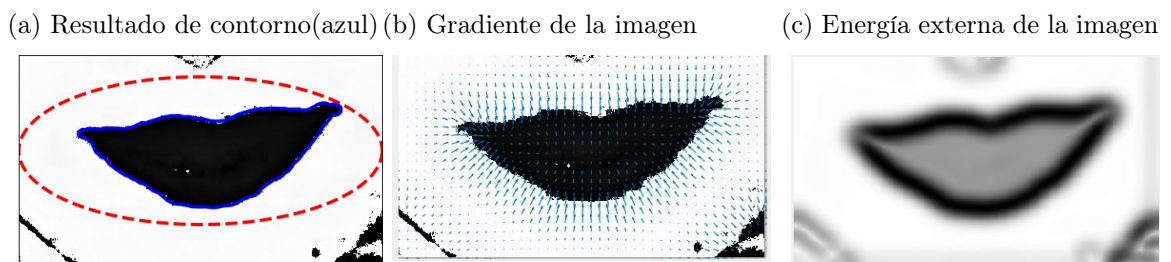 (a) Resultado de contorno(azul)
(b) Gradiente de la imagen
(c) Energía externa de la imagen